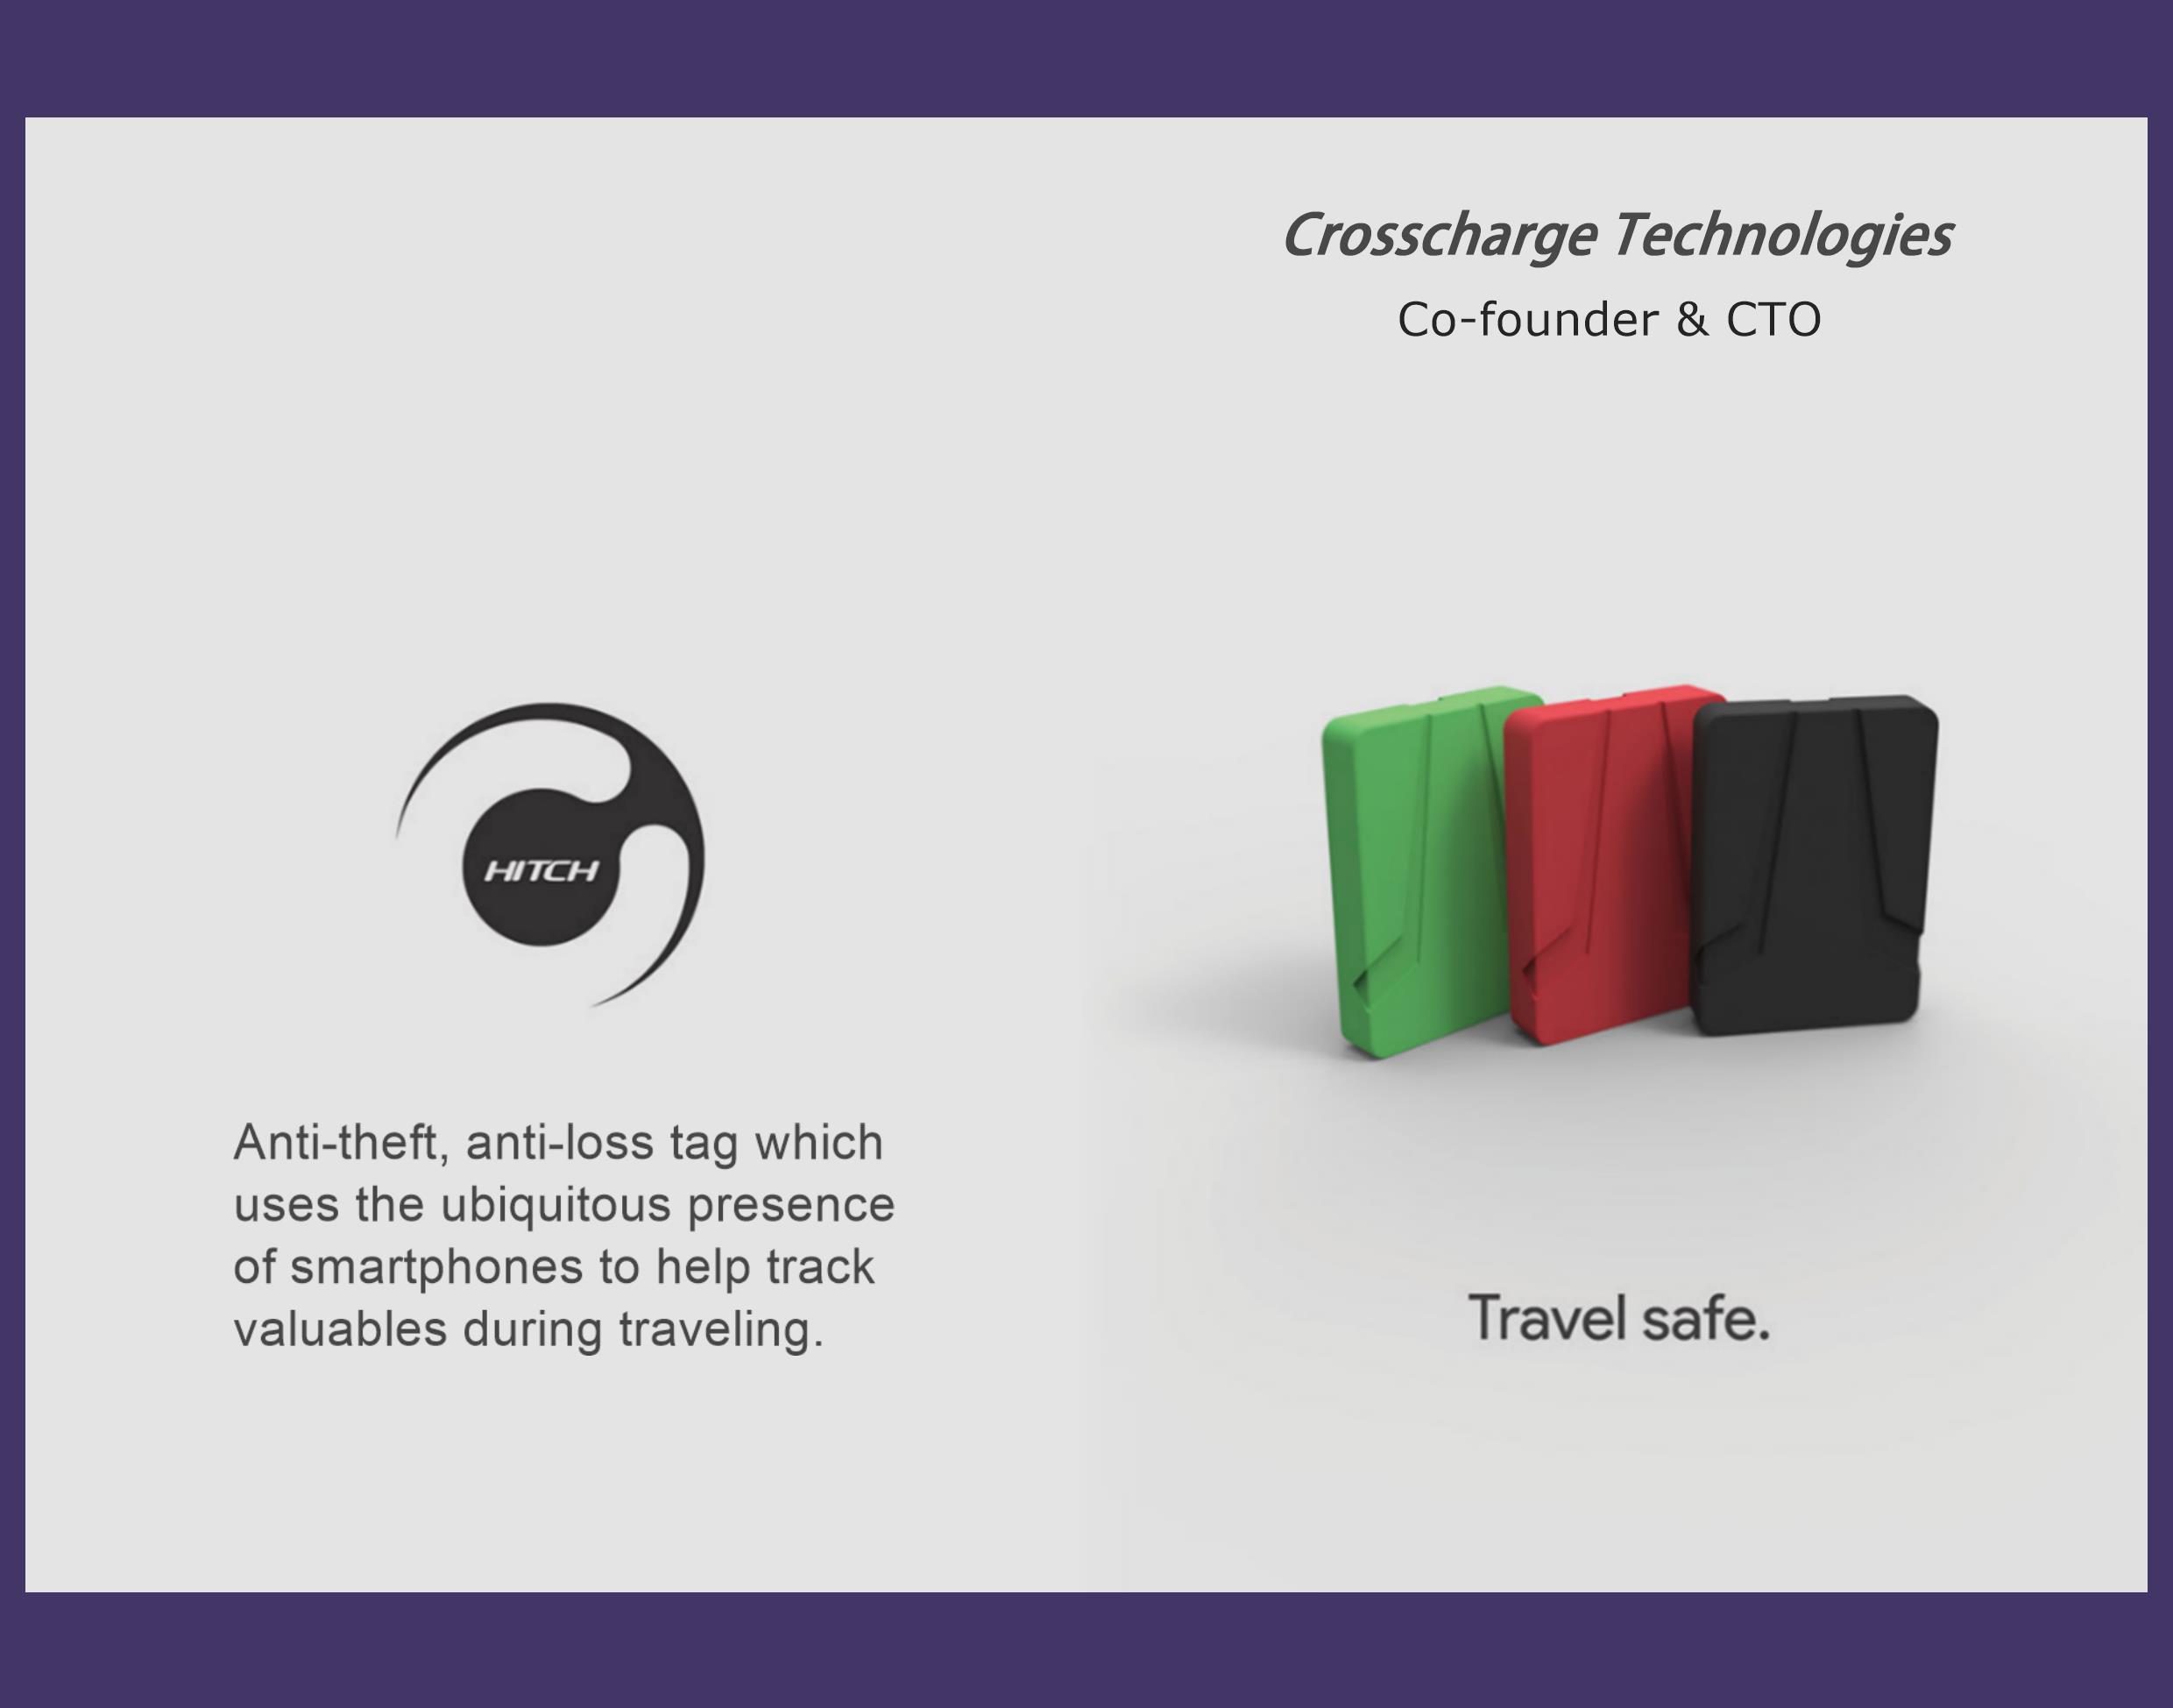 Crosscharge Technologies
Co-founder & CTO
HITCH
Anti-theft, anti-loss tag which
uses the ubiquitous presence
of smartphones to help track
valuables during traveling.
Travel safe.